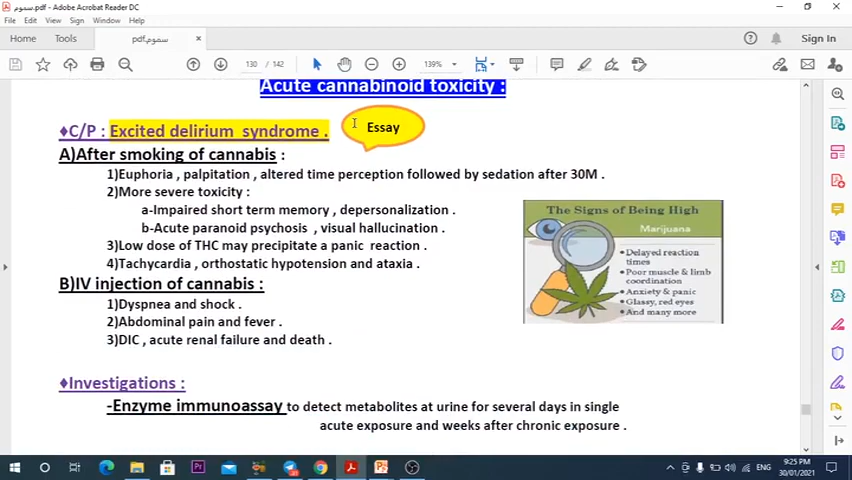 سموم.pdf - Adobe Acrobat Reader DC
File Edit View Sign Window Help
Home Tools سموم.pdf × Sign In
130 / 142 139%
Acute cannabinoid toxicity :
♦C/P : Excited delirium syndrome .
Essay
A)After smoking of cannabis :
1)Euphoria , palpitation , altered time perception followed by sedation after 30M .
2)More severe toxicity :
a-Impaired short term memory , depersonalization .
b-Acute paranoid psychosis , visual hallucination .
3)Low dose of THC may precipitate a panic reaction .
4)Tachycardia , orthostatic hypotension and ataxia .
The Signs of Being High
Marijuana
• Delayed reaction
times
• Poor muscle & limb
coordination
• Anxiety & panic
• Glassy, red eyes
• And many more
B)IV injection of cannabis :
1)Dyspnea and shock .
2)Abdominal pain and fever .
3)DIC , acute renal failure and death .
♦Investigations :
-Enzyme immunoassay to detect metabolites at urine for several days in single
acute exposure and weeks after chronic exposure .
ENG
9:25 PM
30/01/2021